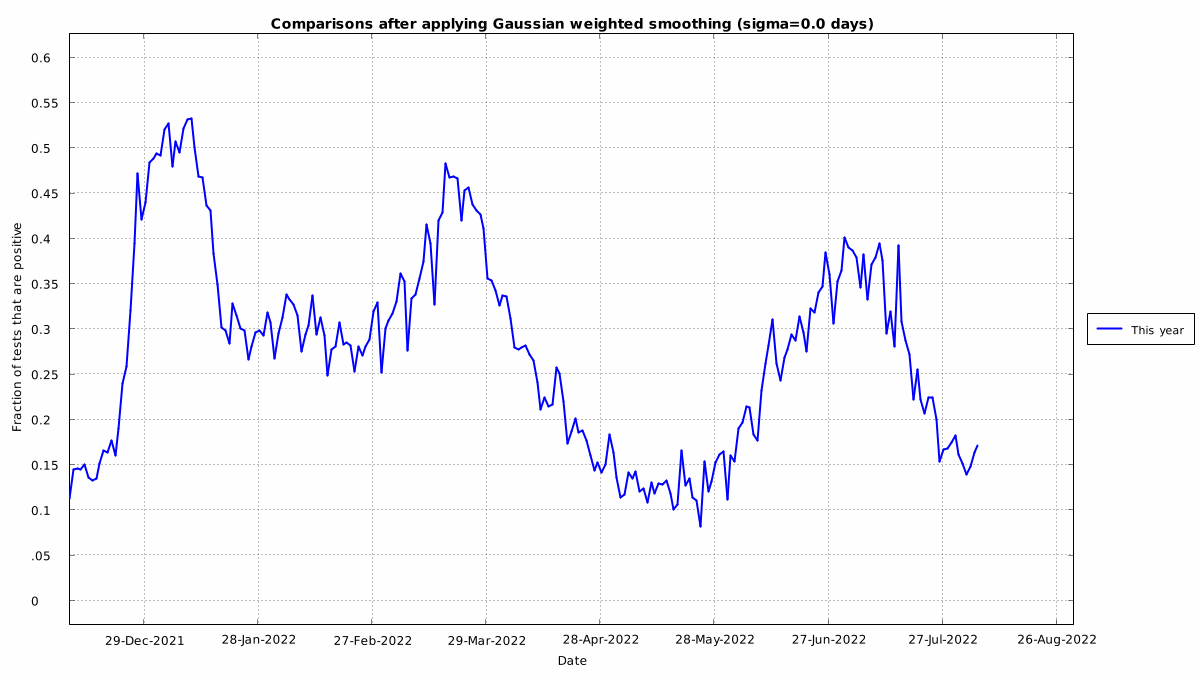 Comparisons after applying Gaussian weighted smoothing (sigma=0.0 days)
0.6
0.55
0.5
0.45
0.4
0.35
0.3
0.25
0.2
0.15
0.1
.05
0
Fraction of tests that are positive
This year
29-Dec-2021 28-Jan-2022 27-Feb-2022 29-Mar-2022 28-Apr-2022 28-May-2022 27-Jun-2022 27-Jul-2022 26-Aug-2022
Date